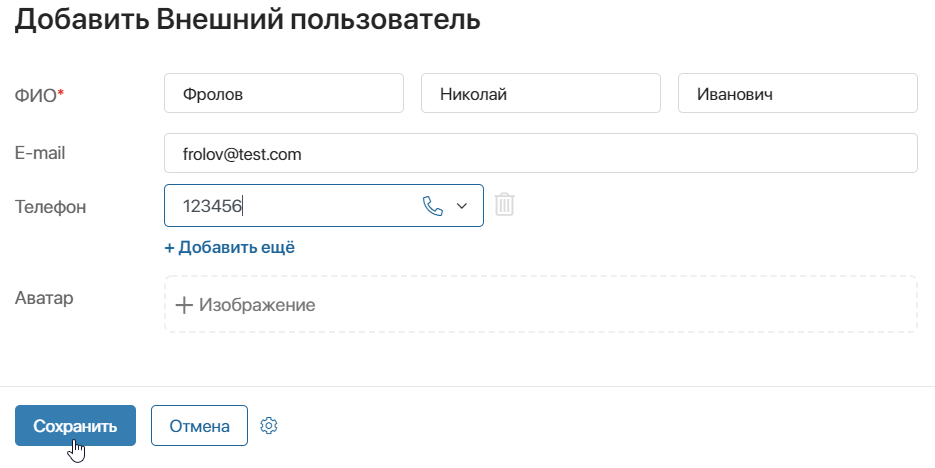 Добавить Внешний пользователь
ФИО* Фролов Николай Иванович
E-mail frolov@test.com
Телефон 123456
+ Добавить ещё
Аватар + Изображение
Сохранить Отмена